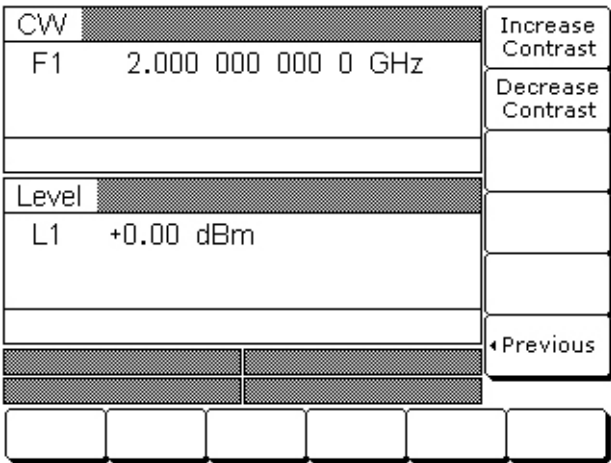 CW
F1 2.000 000 000 0 GHz
Level
L1 +0.00 dBm
Increase
Contrast
Decrease
Contrast
Previous